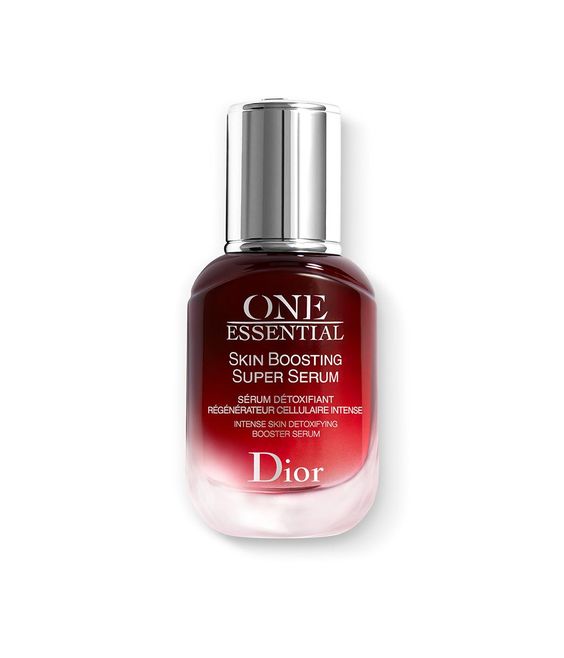 ONE
ESSENTIAL
SKIN BOOSTING
SUPER SERUM
SÉRUM DÉTOXIFIANT
RÉGÉNÉRATEUR CELLULAIRE INTENSE
INTENSE SKIN DETOXIFYING
BOOSTER SERUM
Dior